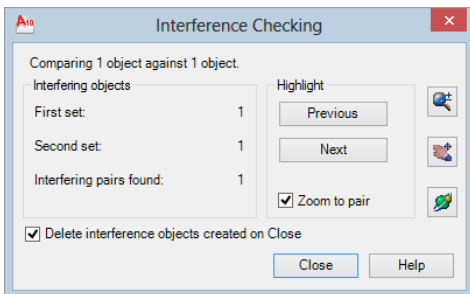 A10
Interference Checking
Comparing 1 object against 1 object.
Interfering objects
First set: 1
Second set: 1
Interfering pairs found: 1
Highlight
Previous
Next
Zoom to pair
Delete interference objects created on Close
Close
Help